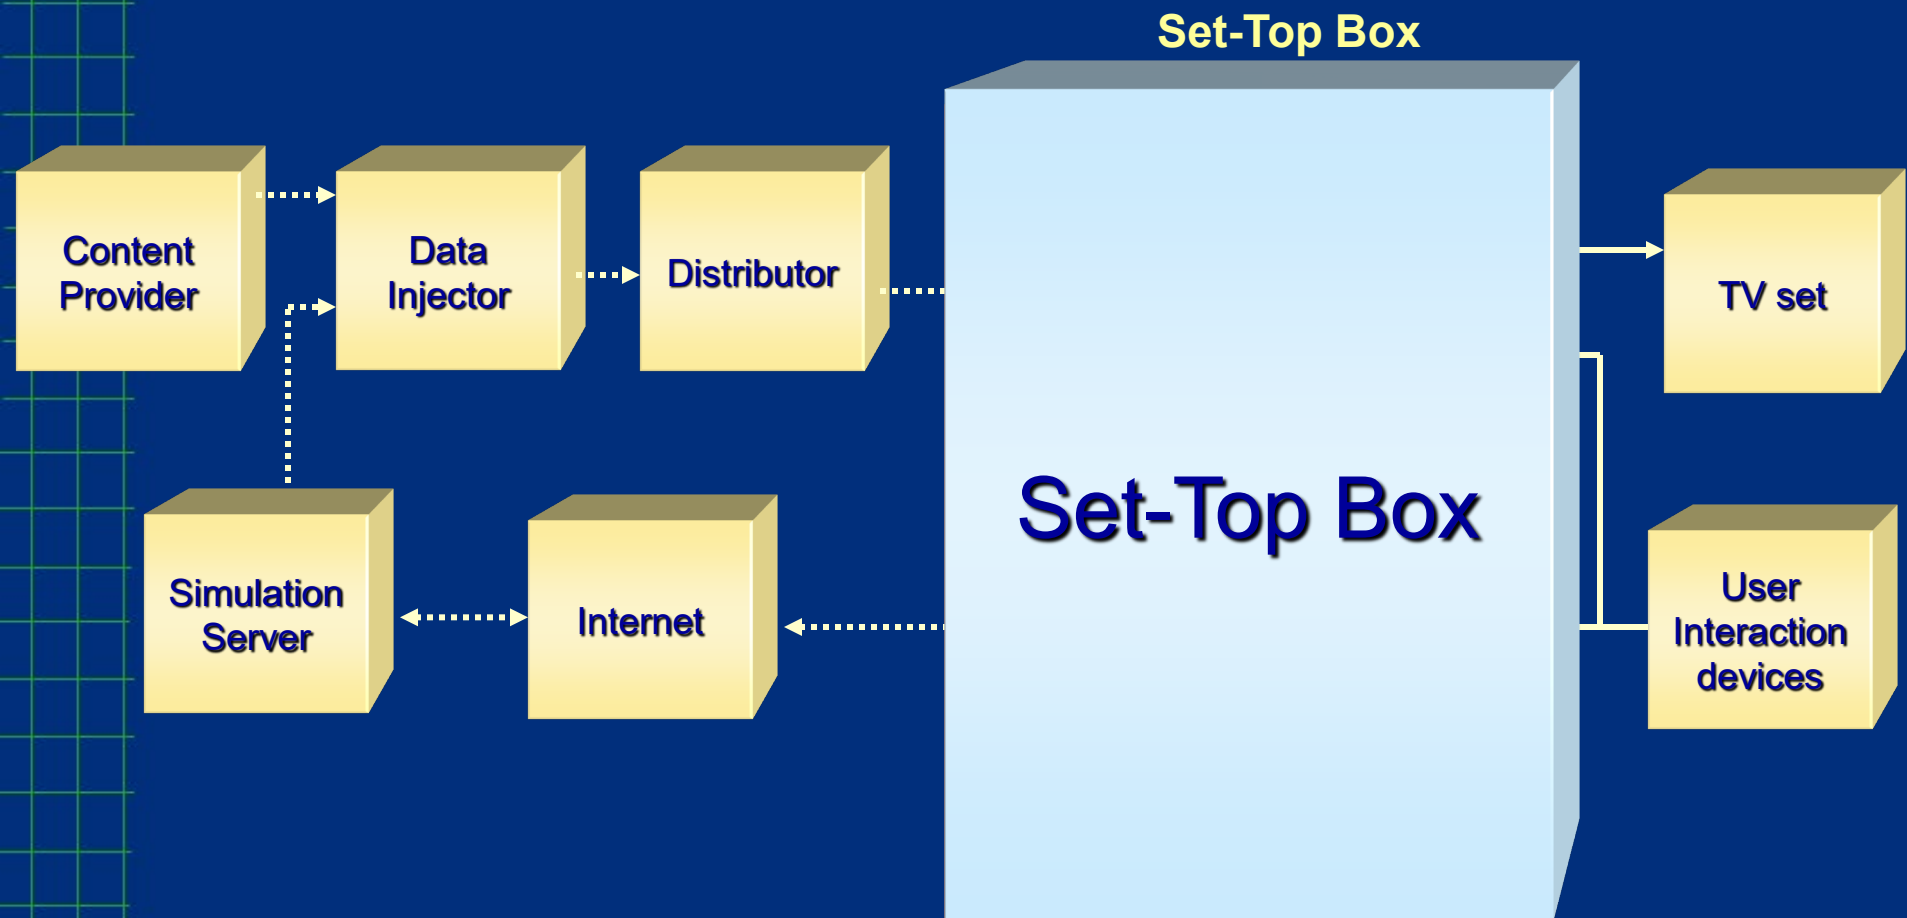 Set-Top Box
Content
Provider
Data
Injector
Distributor
TV set
Set-Top Box
Simulation
Server
Internet
User
Interaction
devices